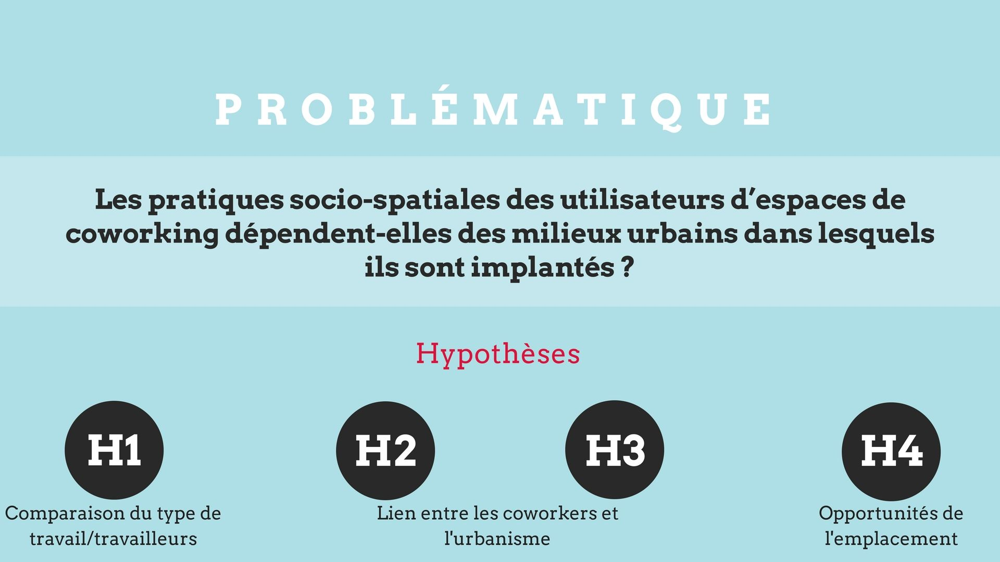 PROBLÉMATIQUE
Les pratiques socio-spatiales des utilisateurs d’espaces de
coworking dépendent-elles des milieux urbains dans lesquels
ils sont implantés ?
Hypothèses
H1
H2
H3
H4
Comparaison du type de
travail/travailleurs
Lien entre les coworkers et
l'urbanisme
Opportunités de
l'emplacement